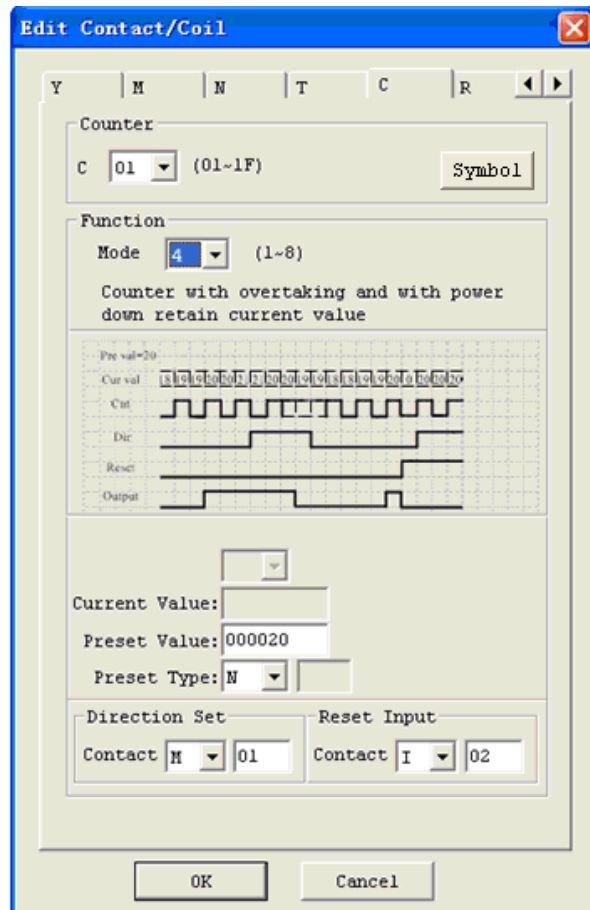 Edit Contact/Coil
Y M N T C R
Counter
C 01 (01~1F)
Symbol
Function
Mode 4 (1~8)
Counter with overtaking and with power
down retain current value
Pre val=20
Cur val
Cnt
Dir
Reset
Output
Current Value:
Preset Value: 000020
Preset Type: N
Direction Set
Contact M 01
Reset Input
Contact I 02
OK Cancel